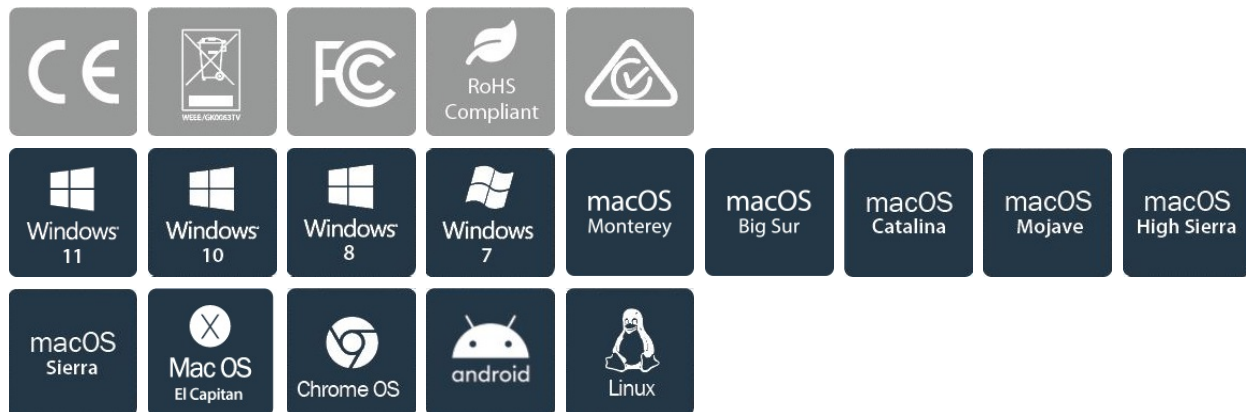 CE
WEEE/GK0083TV
FC
RoHS
Compliant
Windows
11
Windows
10
Windows
8
Windows
7
macOS
Monterey
macOS
Big Sur
macOS
Catalina
macOS
Mojave
macOS
High Sierra
macOS
Sierra
X
Mac OS
El Capitan
Chrome OS
android
Linux